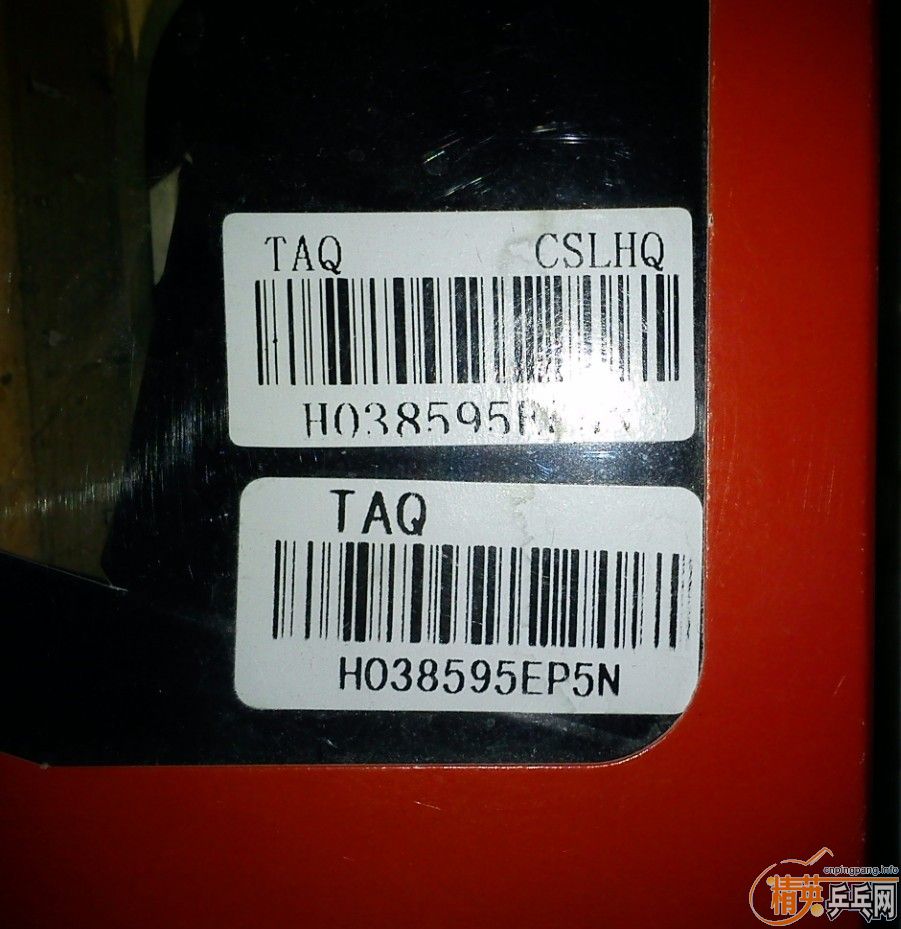 TAQ CSLHQ
TAQ
H038595EP5N
cnpingpang.info
精英乒乓网